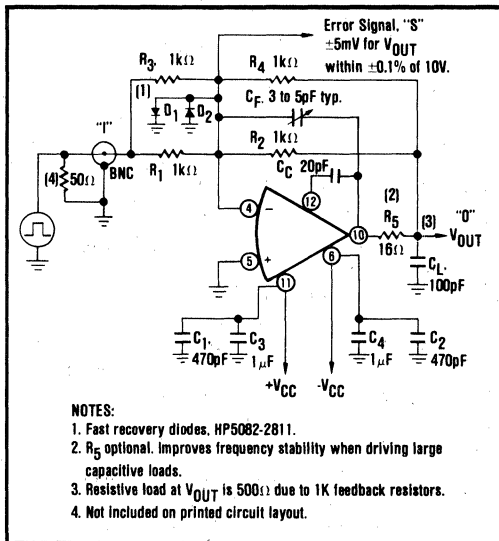 Error Signal, "S"
±5mV for VOUT
within ±0.1% of 10V.
R3, 1kΩ
R4 1kΩ
(1)
D1 D2
CF, 3 to 5pF typ.
"I"
R2 1kΩ
BNC
R1 1kΩ
CC
20pF
(4) 50Ω
12
4 −
(2)
R5
(3) "O"
10
16Ω
VOUT
5 +
6
CL,
100pF
11
C1,
470pF
C3
1μF
C4
1μF
C2
470pF
+VCC
-VCC
NOTES:
1. Fast recovery diodes, HP5082-2811.
2. R5 optional. Improves frequency stability when driving large
capacitive loads.
3. Resistive load at VOUT is 500Ω due to 1K feedback resistors.
4. Not included on printed circuit layout.